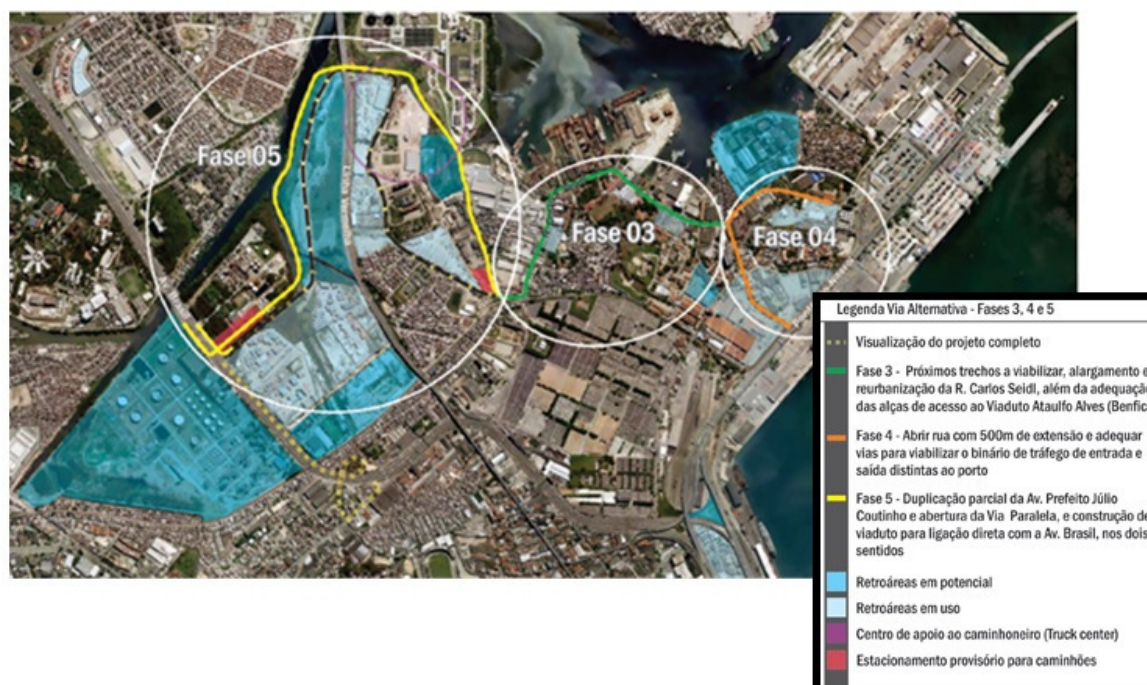 Fase 05
Fase 03
Fase 04
Legenda Via Alternativa - Fases 3, 4 e 5
Visualização do projeto completo
Fase 3 - Próximos trechos a viabilizar, alargamento e
reurbanização da R. Carlos Seidl, além da adequação
das alças de acesso ao Viaduto Ataulfo Alves (Benfic
Fase 4 - Abrir rua com 500m de extensão e adequar
vias para viabilizar o binário de tráfego de entrada e
saída distintas ao porto
Fase 5 - Duplicação parcial da Av. Prefeito Júlio
Coutinho e abertura da Via Paralela, e construção de
viaduto para ligação direta com a Av. Brasil, nos dois
sentidos
Retroáreas em potencial
Retroáreas em uso
Centro de apoio ao caminhoneiro (Truck center)
Estacionamento provisório para caminhões